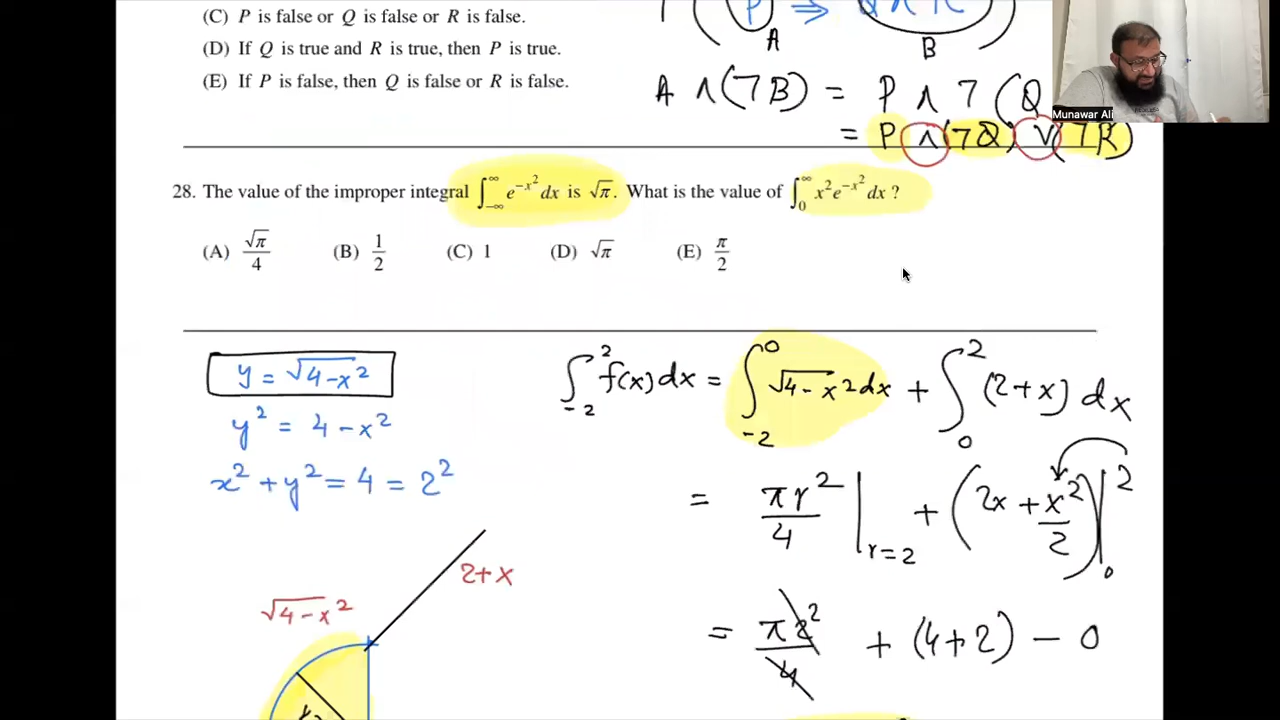 (C) P is false or Q is false or R is false.
(D) If Q is true and R is true, then P is true.
(E) If P is false, then Q is false or R is false.
P ⇒
A
B
A ∧ (¬B) = P ∧ ¬ (Q
= P ∧ (¬Q) ∨ (¬R)
Munawar Ali
28. The value of the improper integral ∫_{-∞}^{∞} e^{-x²} dx is √π. What is the value of ∫_0^∞ x² e^{-x²} dx ?
(A) √π/4 (B) 1/2 (C) 1 (D) √π (E) π/2
y = √4-x²
y² = 4 - x²
x² + y² = 4 = 2²
∫_{-2}^{2} f(x) dx = ∫_{-2}^{0} √4-x² dx + ∫_0^2 (2+x) dx
= πr²/4 |_{r=2} + (2x + x²/2)|_0^2
= π2²/4 + (4+2) - 0
2+x
√4-x²